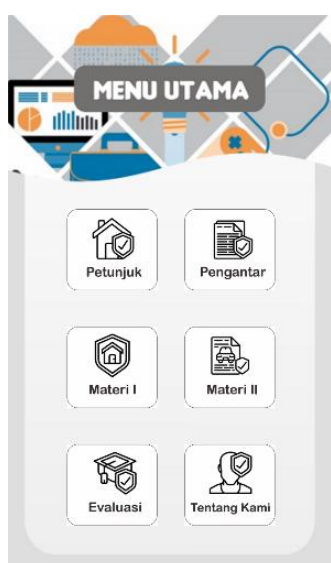 MENU UTAMA
Petunjuk
Pengantar
Materi I
Materi II
Evaluasi
Tentang Kami